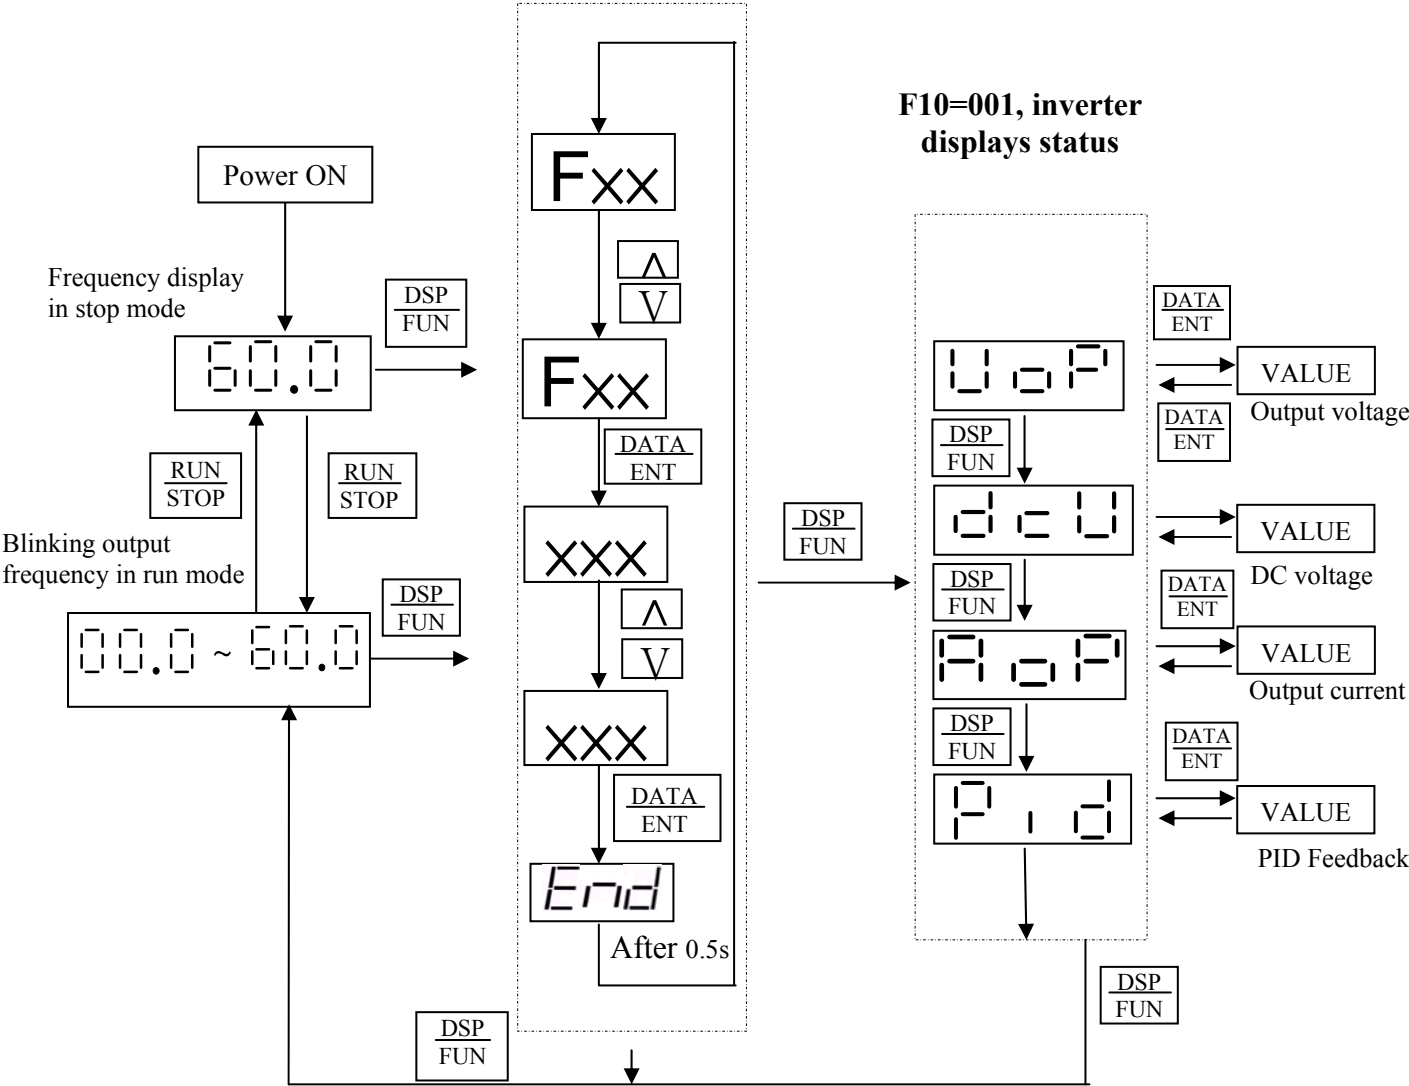 F10=001, inverter
displays status
Power ON
Frequency display
in stop mode
60.0
DSP
FUN
RUN
STOP
RUN
STOP
Blinking output
frequency in run mode
00.0 ~ 60.0
DSP
FUN
Fxx
^
V
Fxx
DATA
ENT
xxx
^
V
xxx
DATA
ENT
End
After 0.5s
DSP
FUN
DSP
FUN
UoP
DATA
ENT
VALUE
Output voltage
DATA
ENT
DSP
FUN
dcU
VALUE
DC voltage
DSP
FUN
DATA
ENT
AoP
VALUE
Output current
DSP
FUN
DATA
ENT
Pid
VALUE
PID Feedback
DSP
FUN